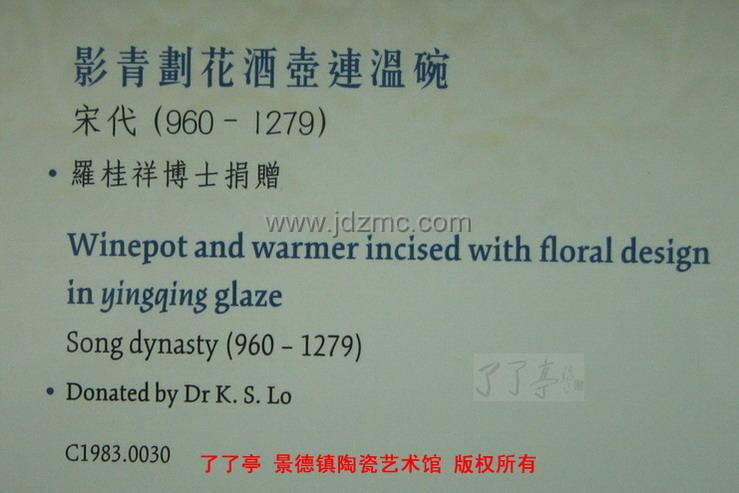 影青劃花酒壺連溫碗
宋代 (960 - 1279)
• 羅桂祥博士捐贈
www.jdzmc.com
Winepot and warmer incised with floral design
in yingqing glaze
Song dynasty (960 – 1279)
了了亭
• Donated by Dr K. S. Lo
C1983.0030
了了亭 景德镇陶瓷艺术馆 版权所有